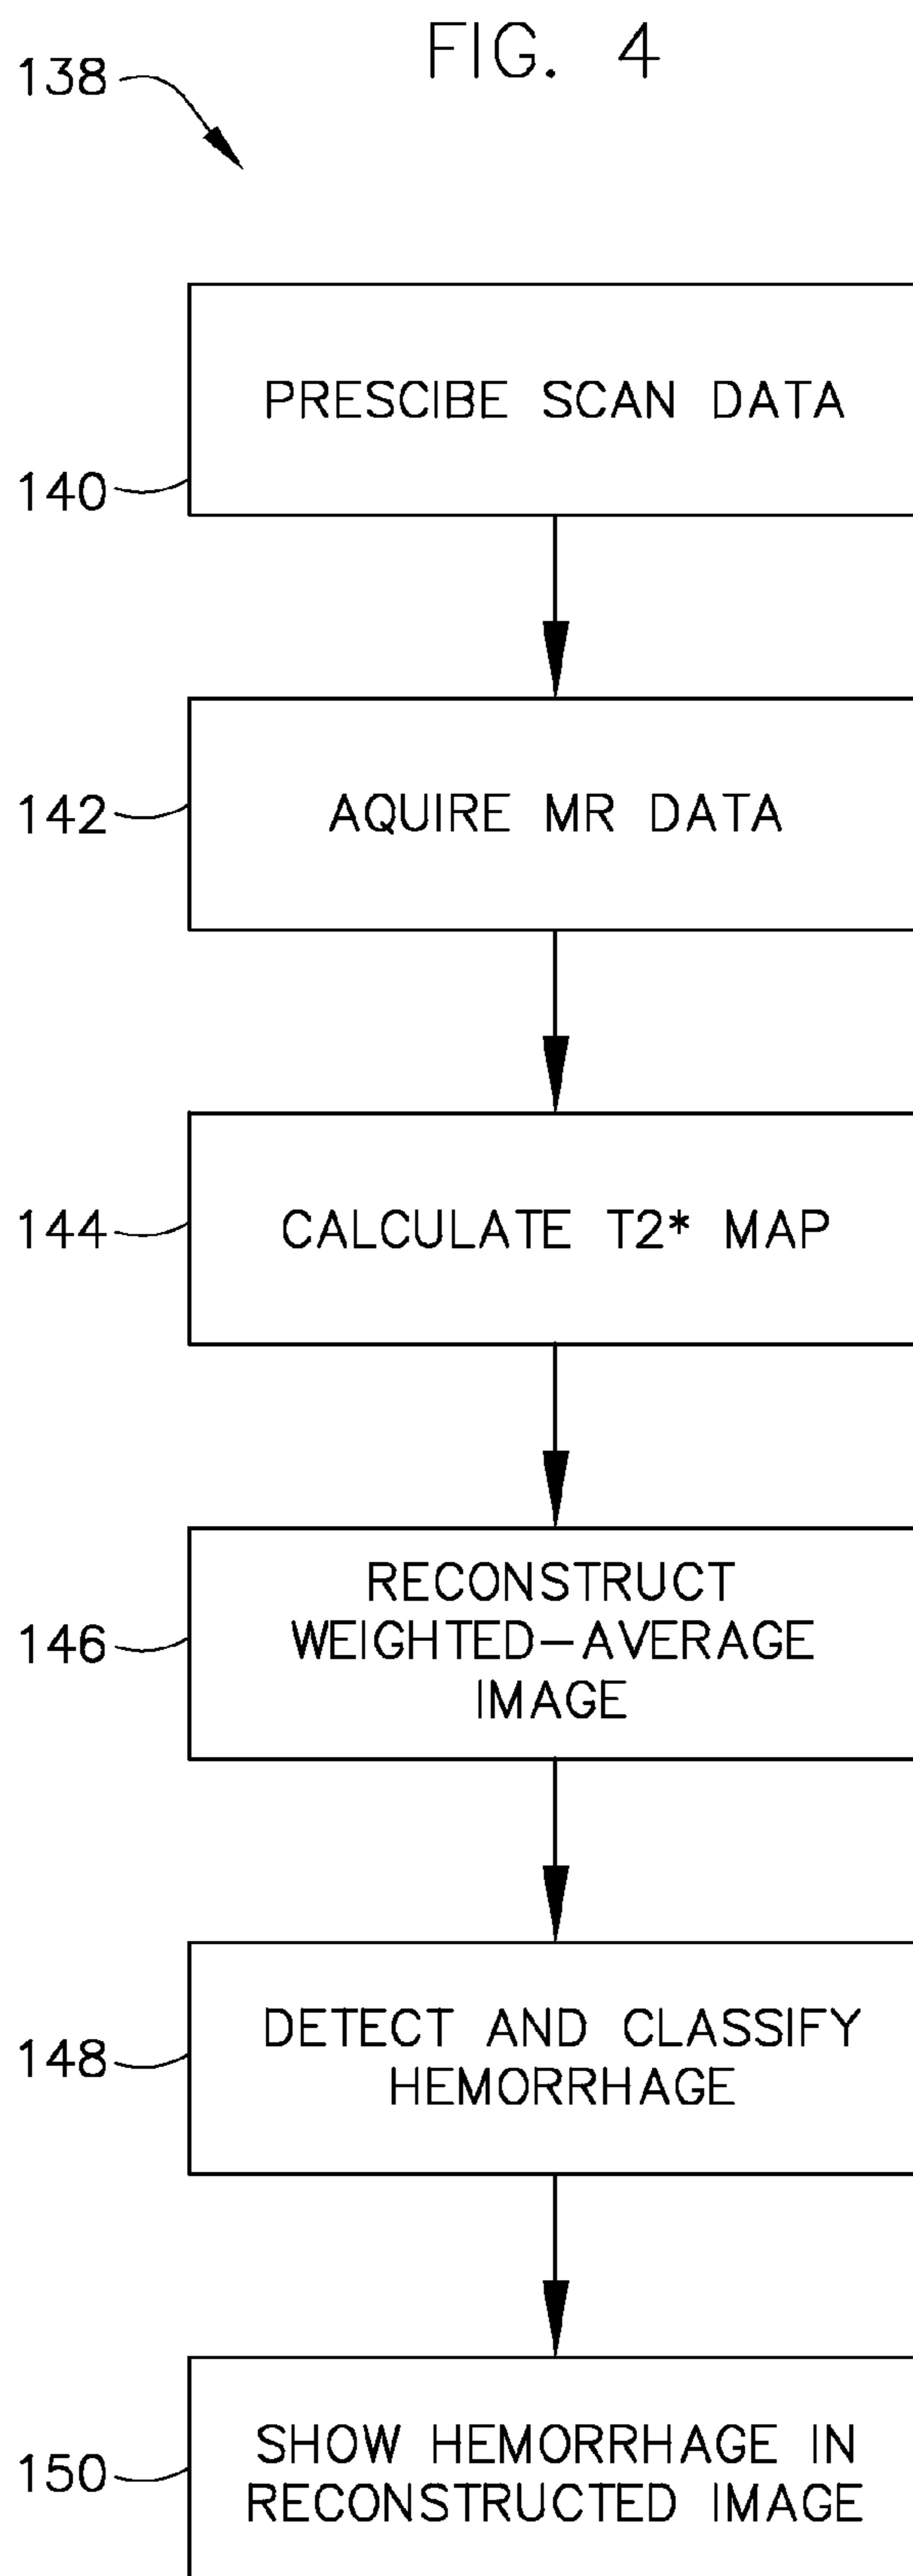 FIG. 4
138
PRESCIBE SCAN DATA
140
AQUIRE MR DATA
142
CALCULATE T2* MAP
144
RECONSTRUCT
WEIGHTED-AVERAGE
IMAGE
146
DETECT AND CLASSIFY
HEMORRHAGE
148
SHOW HEMORRHAGE IN
RECONSTRUCTED IMAGE
150